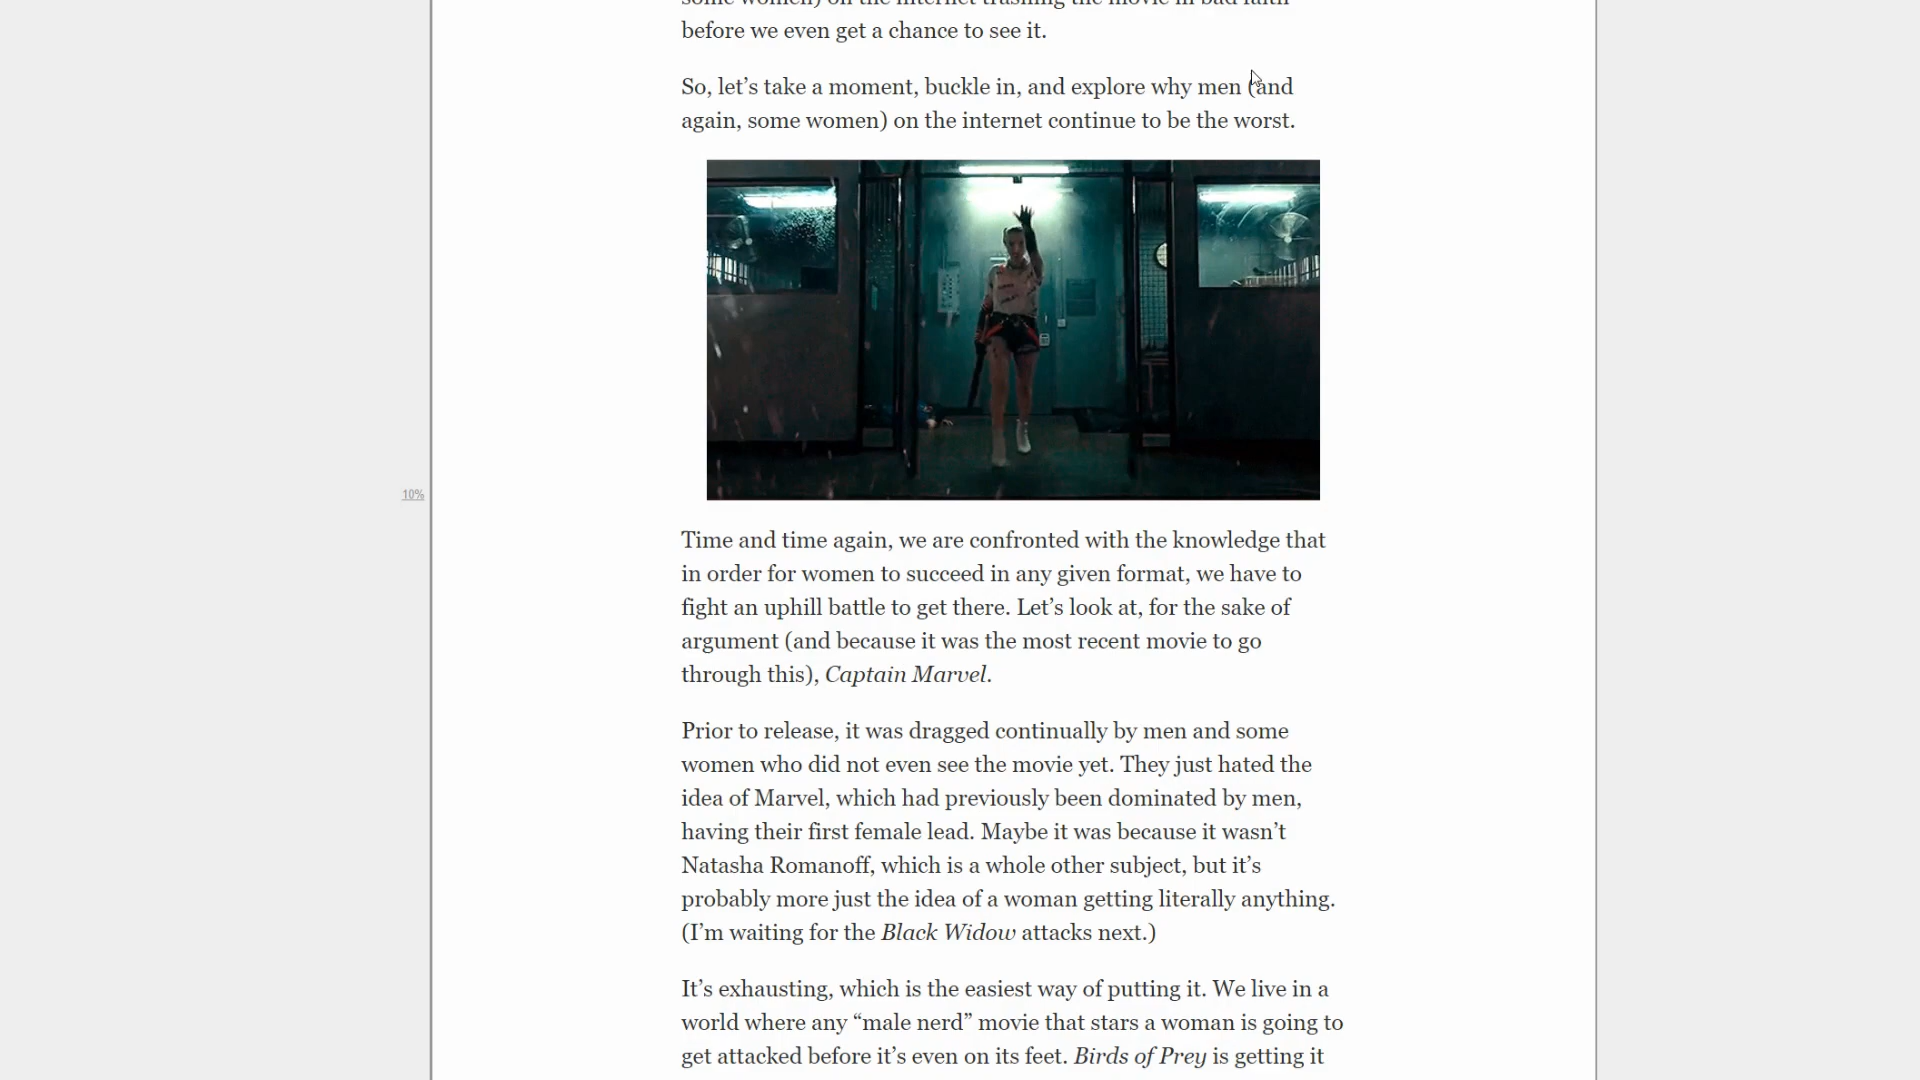 before we even get a chance to see it.
So, let’s take a moment, buckle in, and explore why men (and
again, some women) on the internet continue to be the worst.
10%
Time and time again, we are confronted with the knowledge that
in order for women to succeed in any given format, we have to
fight an uphill battle to get there. Let’s look at, for the sake of
argument (and because it was the most recent movie to go
through this), Captain Marvel.
Prior to release, it was dragged continually by men and some
women who did not even see the movie yet. They just hated the
idea of Marvel, which had previously been dominated by men,
having their first female lead. Maybe it was because it wasn’t
Natasha Romanoff, which is a whole other subject, but it’s
probably more just the idea of a woman getting literally anything.
(I’m waiting for the Black Widow attacks next.)
It’s exhausting, which is the easiest way of putting it. We live in a
world where any “male nerd” movie that stars a woman is going to
get attacked before it’s even on its feet. Birds of Prey is getting it